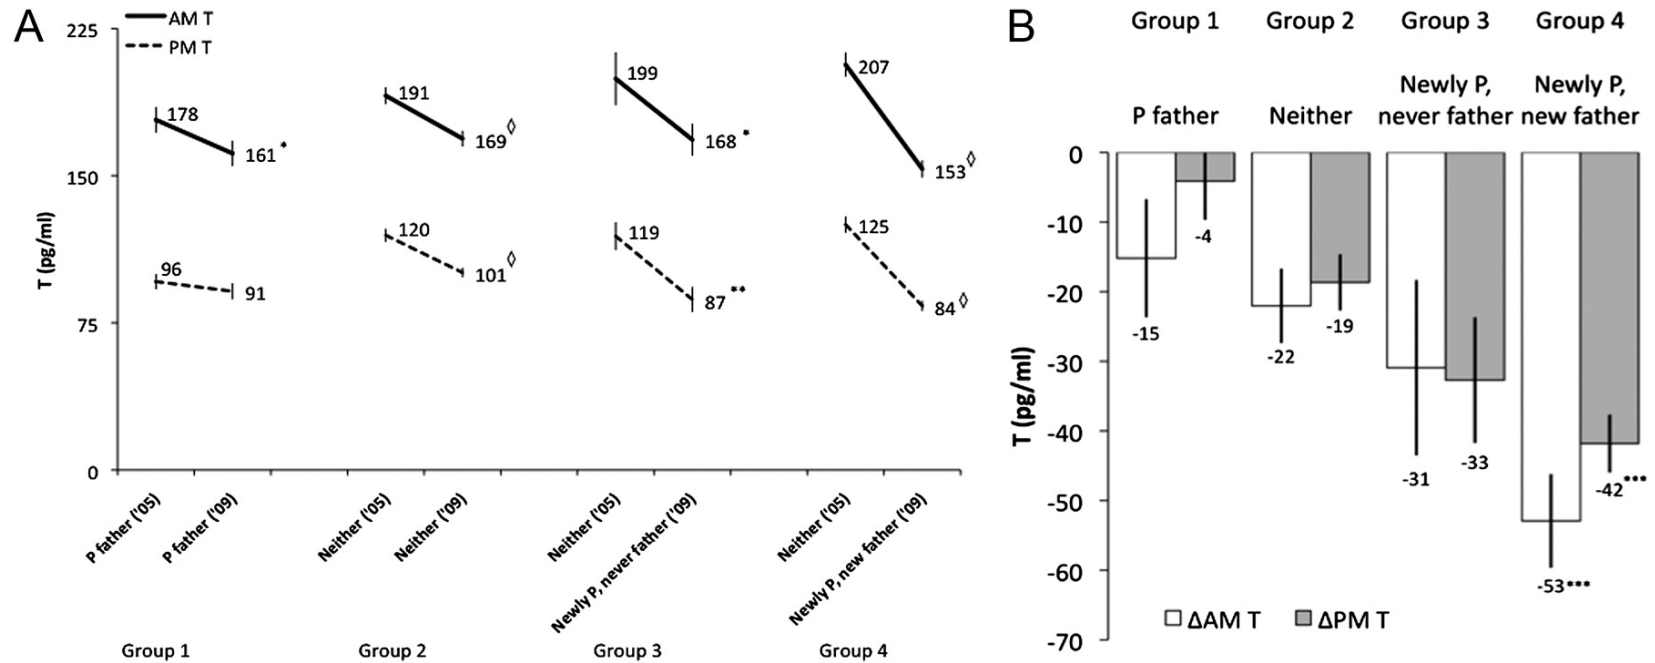 A
AM T
PM T
225
150
75
0
T (pg/ml)
178
161 *
96
91
191
169 ◊
120
101 ◊
199
168 *
119
87 **
207
153 ◊
125
84 ◊
P father ('05)
P father ('09)
Neither ('05)
Neither ('09)
Neither ('05)
Newly P, never father ('09)
Neither ('05)
Newly P, new father ('09)
Group 1
Group 2
Group 3
Group 4
B
Group 1
Group 2
Group 3
Group 4
P father
Neither
Newly P,
never father
Newly P,
new father
0
-10
-20
-30
-40
-50
-60
-70
T (pg/ml)
-15
-4
-22
-19
-31
-33
-53***
-42***
ΔAM T
ΔPM T